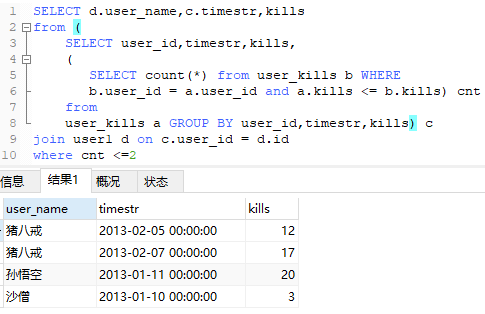 1 SELECT d.user_name,c.timestr,kills
2 from (
3 SELECT user_id,timestr,kills,
4 (
5 SELECT count(*) from user_kills b WHERE
6 b.user_id = a.user_id and a.kills <= b.kills) cnt
7 from
8 user_kills a GROUP BY user_id,timestr,kills) c
9 join user1 d on c.user_id = d.id
10 where cnt <=2
信息 结果1 概况 状态
user_name timestr kills
猪八戒 2013-02-05 00:00:00 12
猪八戒 2013-02-07 00:00:00 17
孙悟空 2013-01-11 00:00:00 20
沙僧 2013-01-10 00:00:00 3